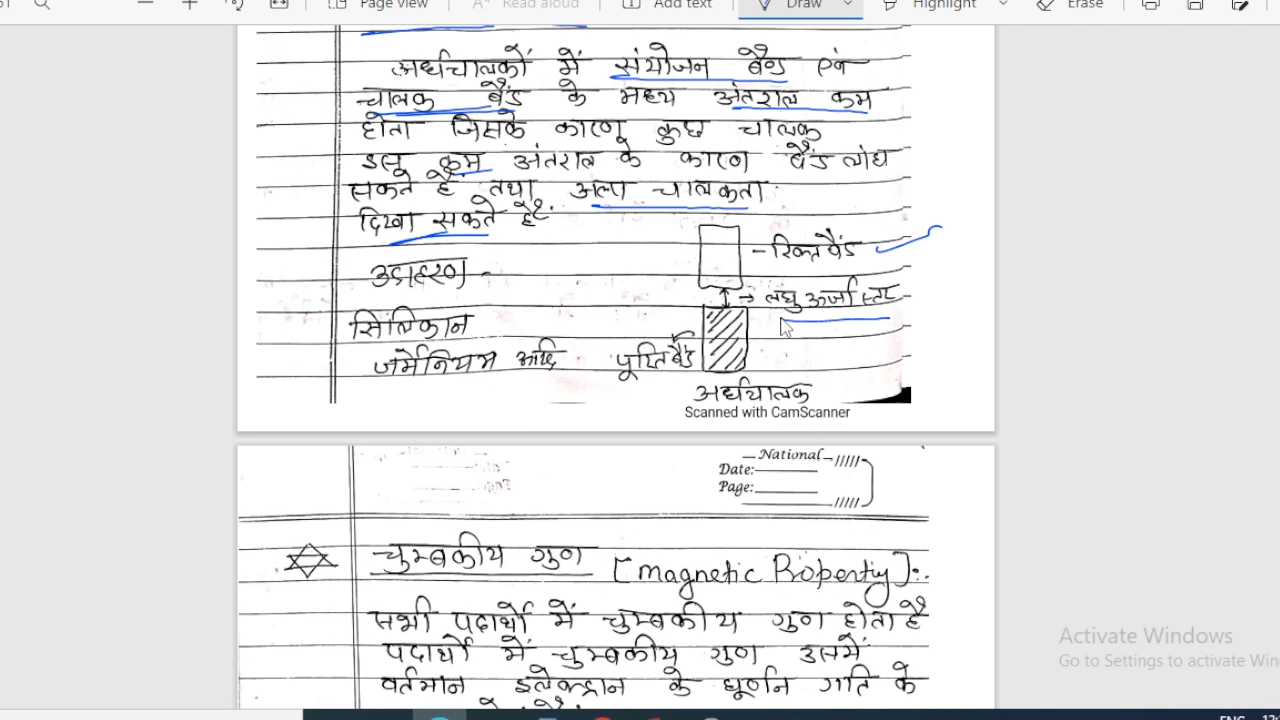 Page view
Read aloud
Add text
Draw
Highlight
Erase
अर्धचालकों में संयोजन बैण्ड एवं
चालक बैंड के मध्य अंतराल कम
होता जिसके कारण कुछ चालक
इस कम अंतराल के कारण बैंड लांघ
सकते हैं तथा अल्प चालकता
दिखा सकते हैं.
- रिक्त बैंड
उदाहरण -
→ लघु ऊर्जा स्तर
सिलिकान
जर्मेनियम आदि पूरित बैंड
अर्धचालक
Scanned with CamScanner
National
Date:
Page:
चुम्बकीय गुण [Magnetic Property]:-
सभी पदार्थो में चुम्बकीय गुण होता है
पदार्थो में चुम्बकीय गुण उसमें
वर्तमान इलेक्ट्रान के घूर्णन गति के
Activate Windows
Go to Settings to activate Win
ENG